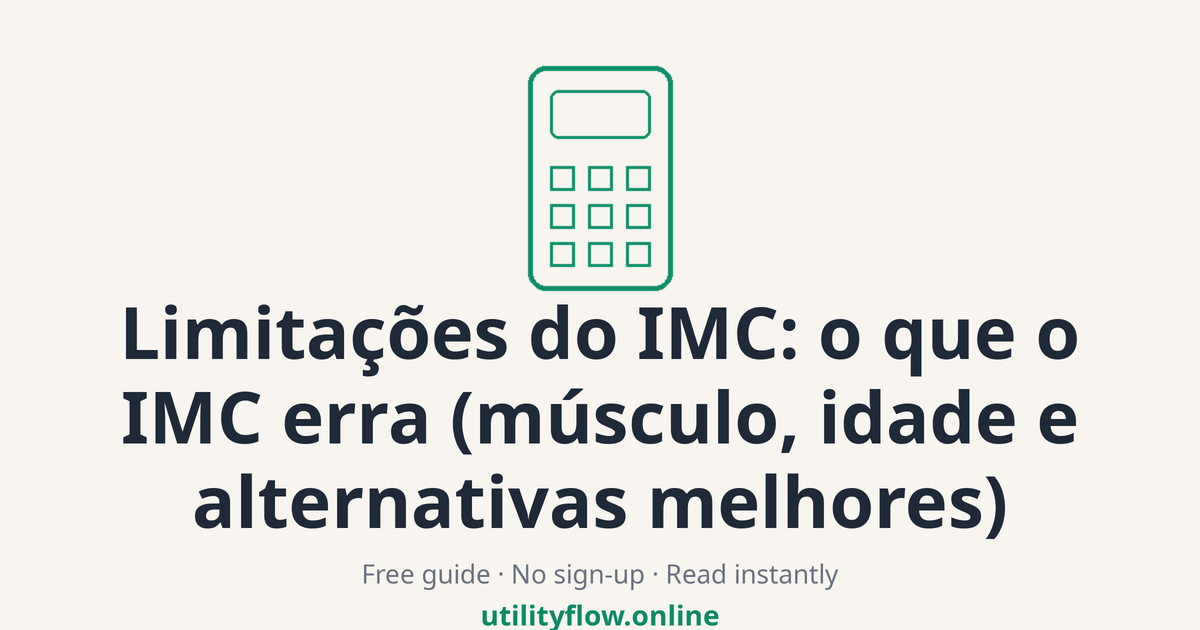 Limitações do IMC: o que o
IMC erra (músculo, idade e
alternativas melhores)
Free guide · No sign-up · Read instantly
utilityflow.online